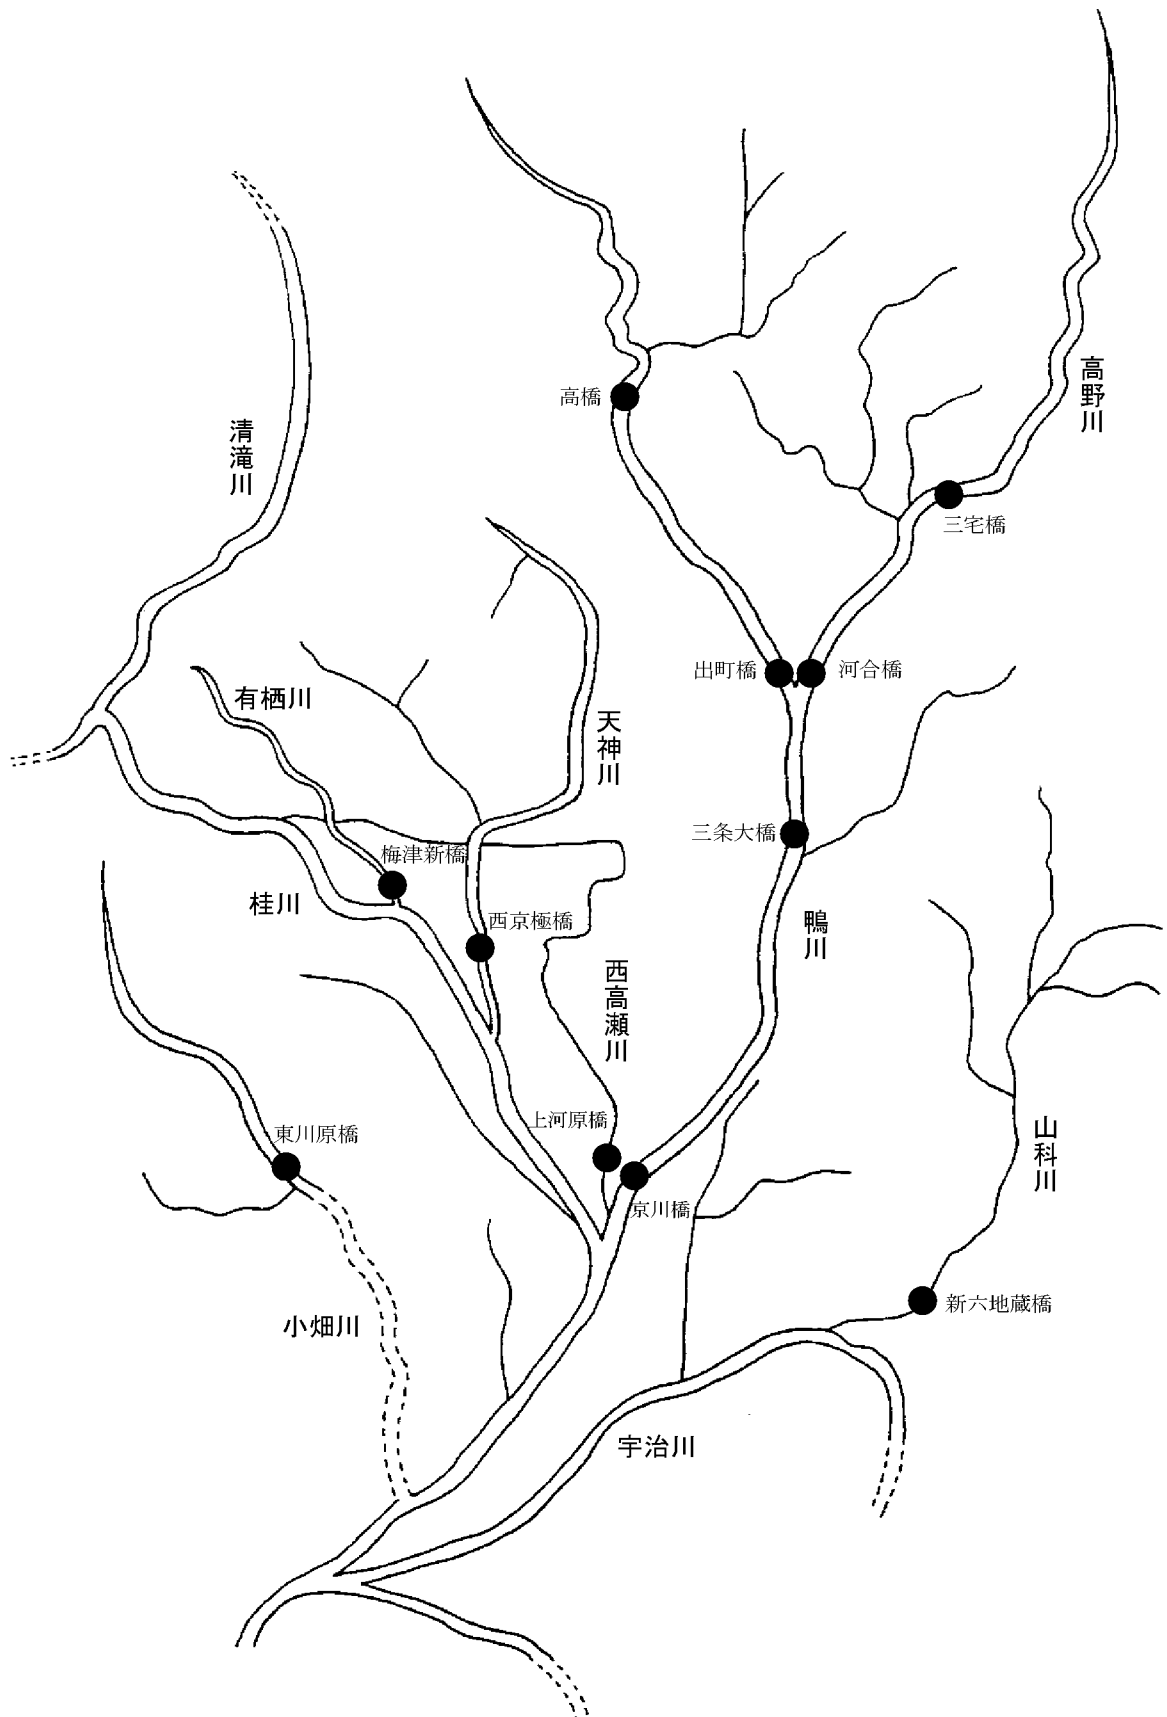 高野川
高橋
清滝川
三宅橋
出町橋
河合橋
有栖川
天神川
三条大橋
梅津新橋
桂川
西京極橋
鴨川
西高瀬川
上河原橋
東川原橋
山科川
京川橋
新六地蔵橋
小畑川
宇治川